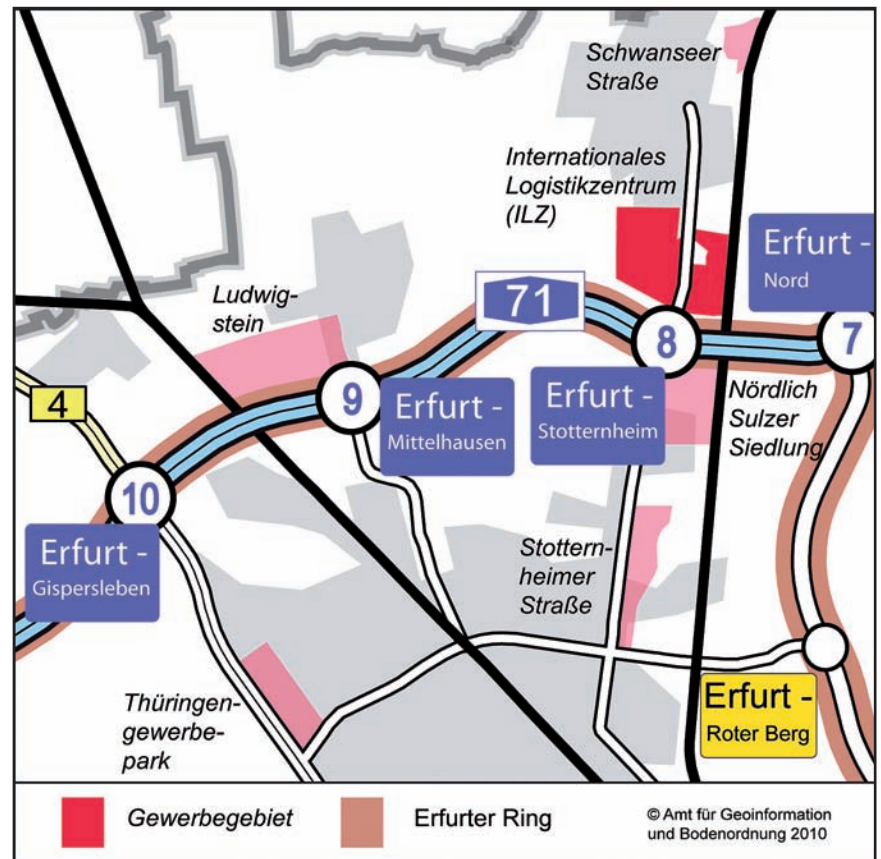 Schwanseer
Straße
Internationales
Logistikzentrum
(ILZ)
Erfurt -
Nord
Ludwig-
stein
71
8
7
4
9
Erfurt -
Mittelhausen
Erfurt -
Stotternheim
Nördlich
Sulzer
Siedlung
10
Erfurt -
Gispersleben
Stottern-
heimer
Straße
Thüringen-
gewerbe-
park
Erfurt -
Roter Berg
Gewerbegebiet
Erfurter Ring
© Amt für Geoinformation
und Bodenordnung 2010